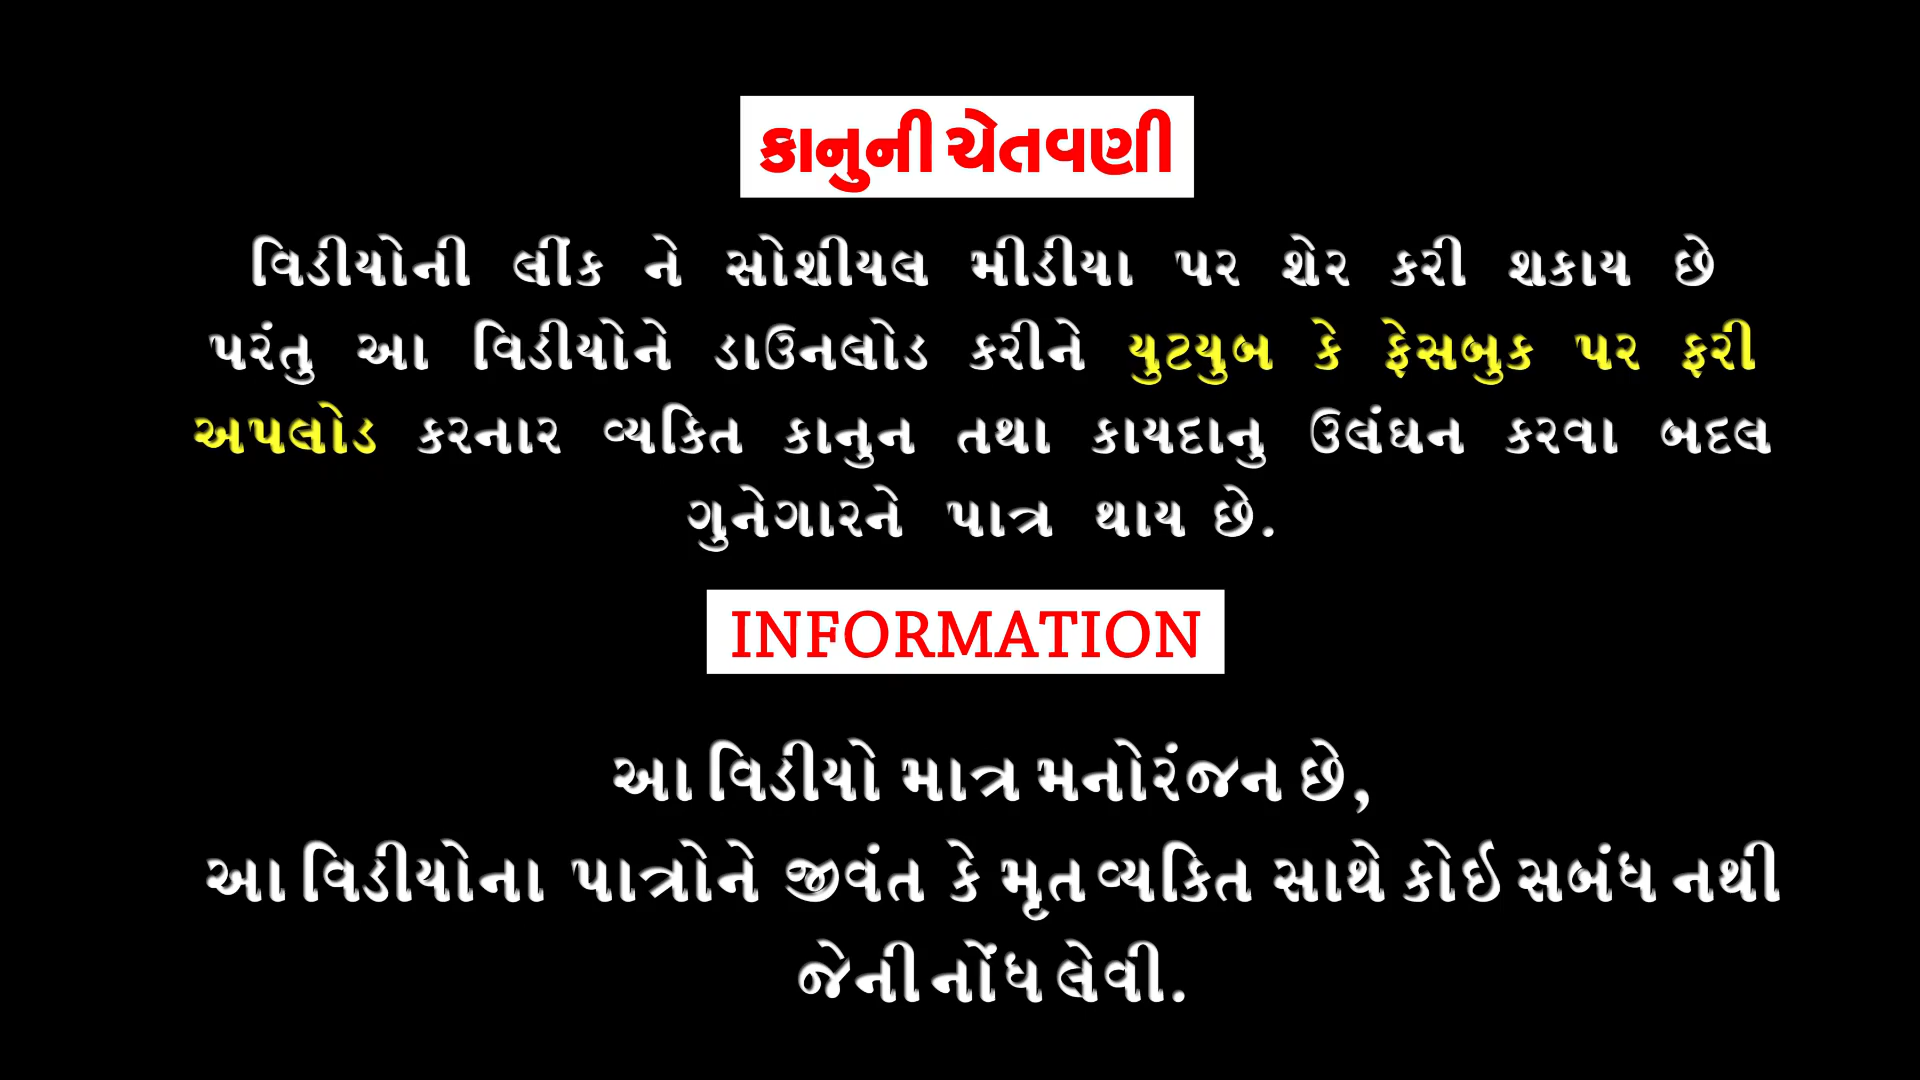 કાનુની ચેતવણી
વિડીયોની લીંક ને સોશીયલ મીડીયા પર શેર કરી શકાય છે
પરંતુ આ વિડીયોને ડાઉનલોડ કરીને યુટયુબ કે ફેસબુક પર ફરી
અપલોડ કરનાર વ્યકિત કાનુન તથા કાયદાનુ ઉલંઘન કરવા બદલ
ગુનેગારને પાત્ર થાય છે.
INFORMATION
આ વિડીયો માત્ર મનોરંજન છે,
આ વિડીયોના પાત્રોને જીવંત કે મૃત વ્યકિત સાથે કોઇ સબંધ નથી
જેની નોંધ લેવી.